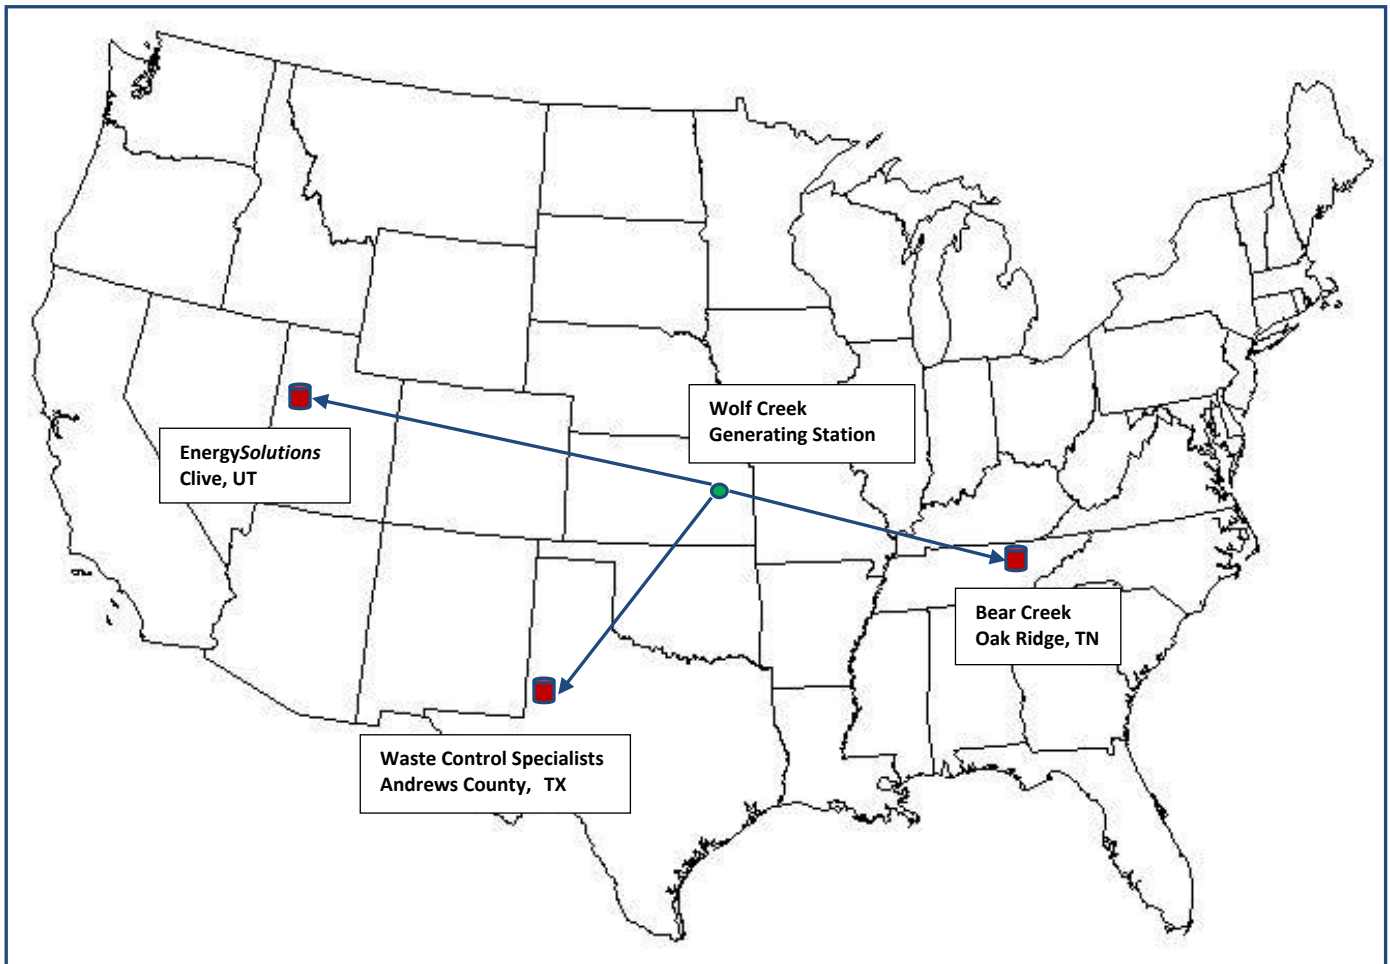 Wolf Creek
Generating Station
EnergySolutions
Clive, UT
Bear Creek
Oak Ridge, TN
Waste Control Specialists
Andrews County, TX